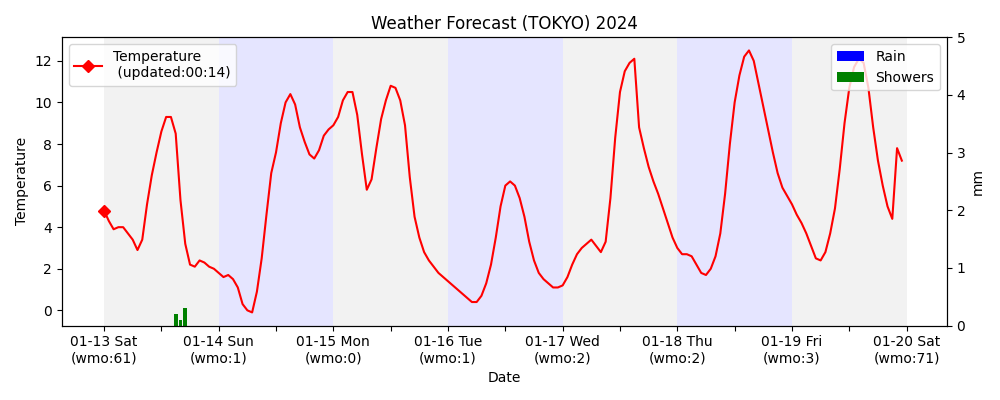 Weather Forecast (TOKYO) 2024
Temperature
(updated:00:14)
Rain
Showers
Temperature
12
10
8
6
4
2
0
5
4
3
2
1
0
mm
01-13 Sat
(wmo:61)
01-14 Sun
(wmo:1)
01-15 Mon
(wmo:0)
01-16 Tue
(wmo:1)
01-17 Wed
(wmo:2)
01-18 Thu
(wmo:2)
01-19 Fri
(wmo:3)
01-20 Sat
(wmo:71)
Date